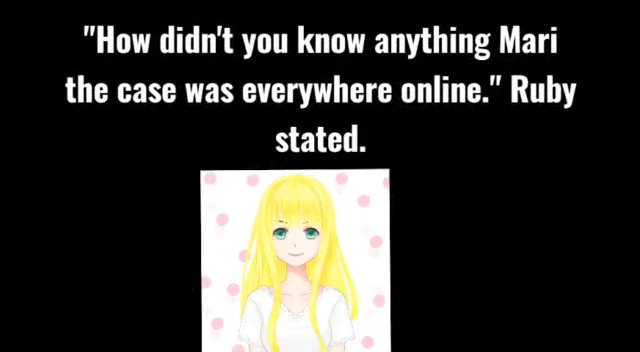 "How didn't you know anything Mari
the case was everywhere online." Ruby
stated.